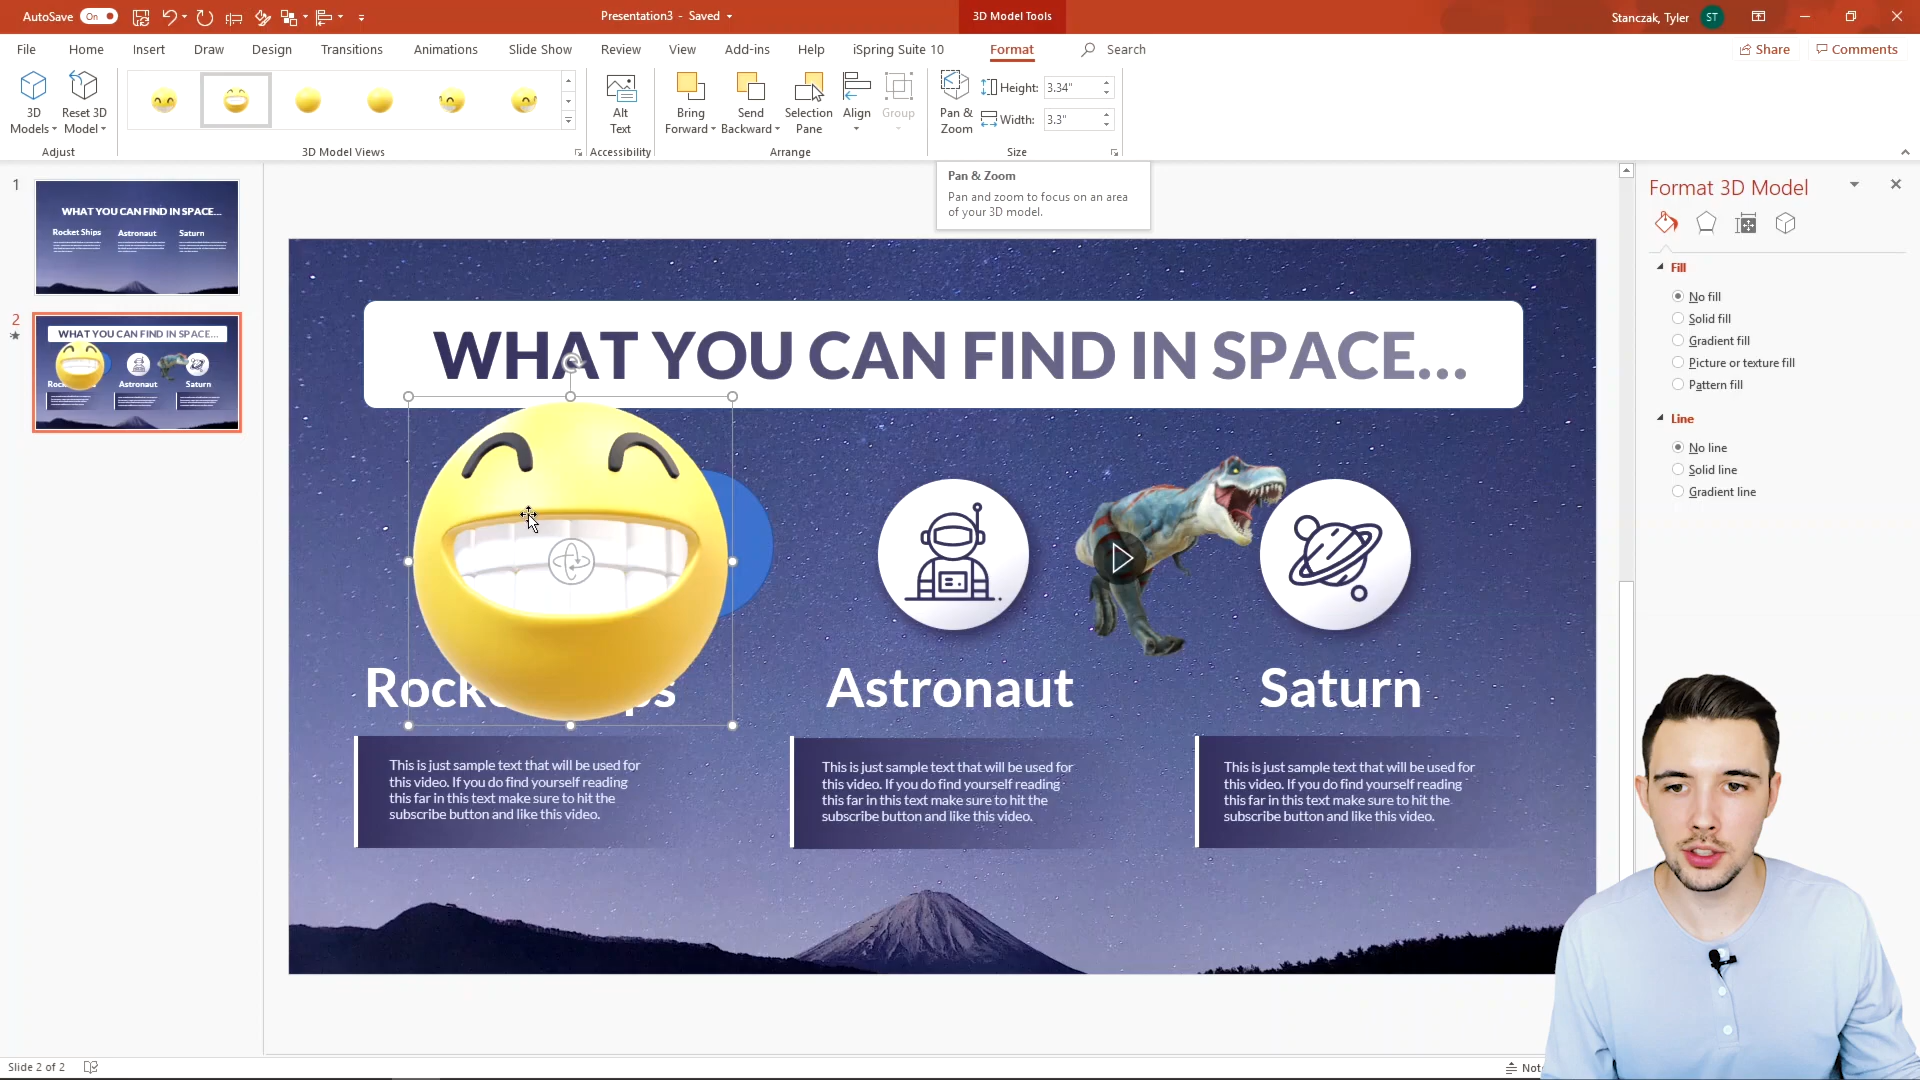 AutoSave On
Presentation3 - Saved
3D Model Tools
Stanczak, Tyler ST
File Home Insert Draw Design Transitions Animations Slide Show Review View Add-ins Help iSpring Suite 10 Format Search
Share Comments
3D Models
Reset 3D Model
Alt Text
Bring Forward
Send Backward
Selection Pane
Align
Group
Pan & Zoom
Height: 3.34"
Width: 3.3"
Adjust
3D Model Views
Accessibility
Arrange
Size
Pan & Zoom
Pan and zoom to focus on an area
of your 3D model.
1
WHAT YOU CAN FIND IN SPACE...
Rocket Ships Astronaut Saturn
2
WHAT YOU CAN FIND IN SPACE...
Astronaut Saturn
WHAT YOU CAN FIND IN SPACE...
Astronaut
Saturn
This is just sample text that will be used for
this video. If you do find yourself reading
this far in this text make sure to hit the
subscribe button and like this video.
This is just sample text that will be used for
this video. If you do find yourself reading
this far in this text make sure to hit the
subscribe button and like this video.
This is just sample text that will be used for
this video. If you do find yourself reading
this far in this text make sure to hit the
subscribe button and like this video.
Format 3D Model
Fill
No fill
Solid fill
Gradient fill
Picture or texture fill
Pattern fill
Line
No line
Solid line
Gradient line
Slide 2 of 2